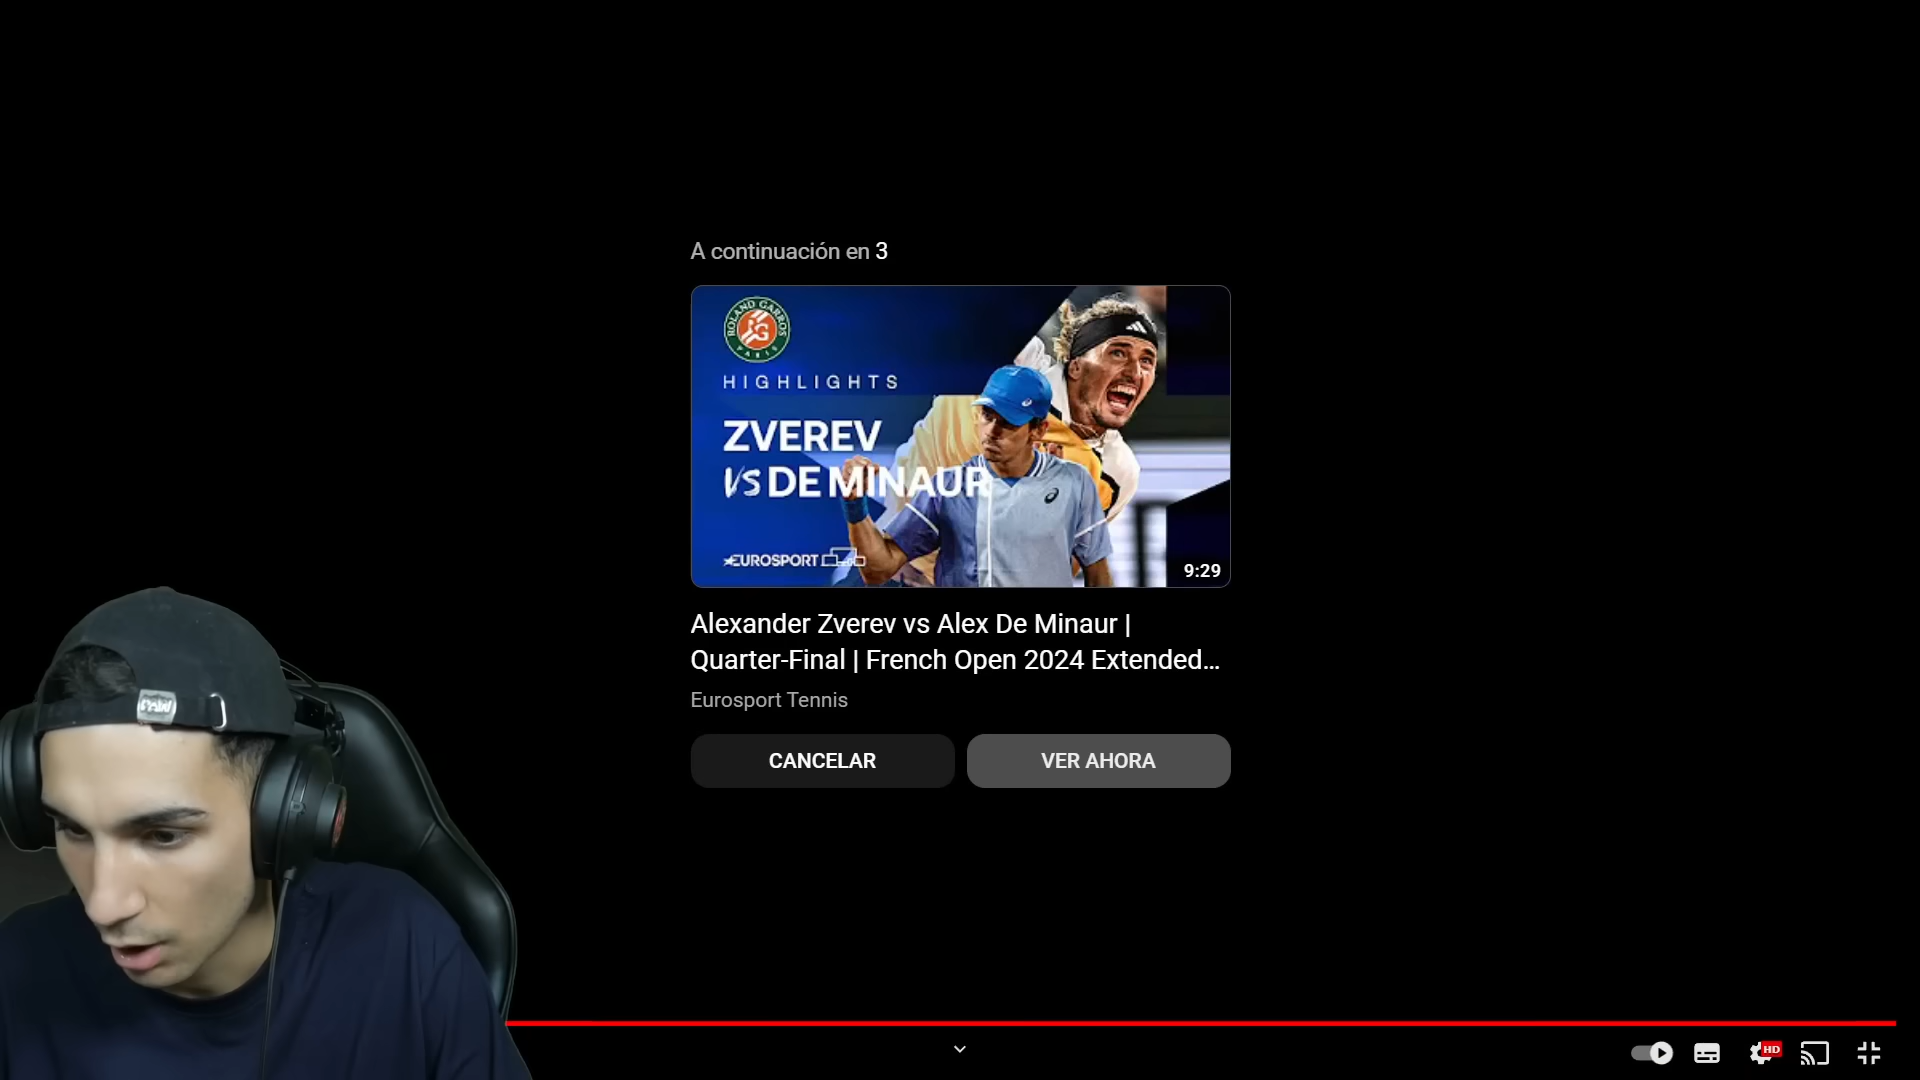 A continuación en 3
ROLAND GARROS
RG
PARIS
HIGHLIGHTS
ZVEREV
VS DE MINAUR
EUROSPORT
9:29
Alexander Zverev vs Alex De Minaur |
Quarter-Final | French Open 2024 Extended...
Eurosport Tennis
CANCELAR
VER AHORA
HD